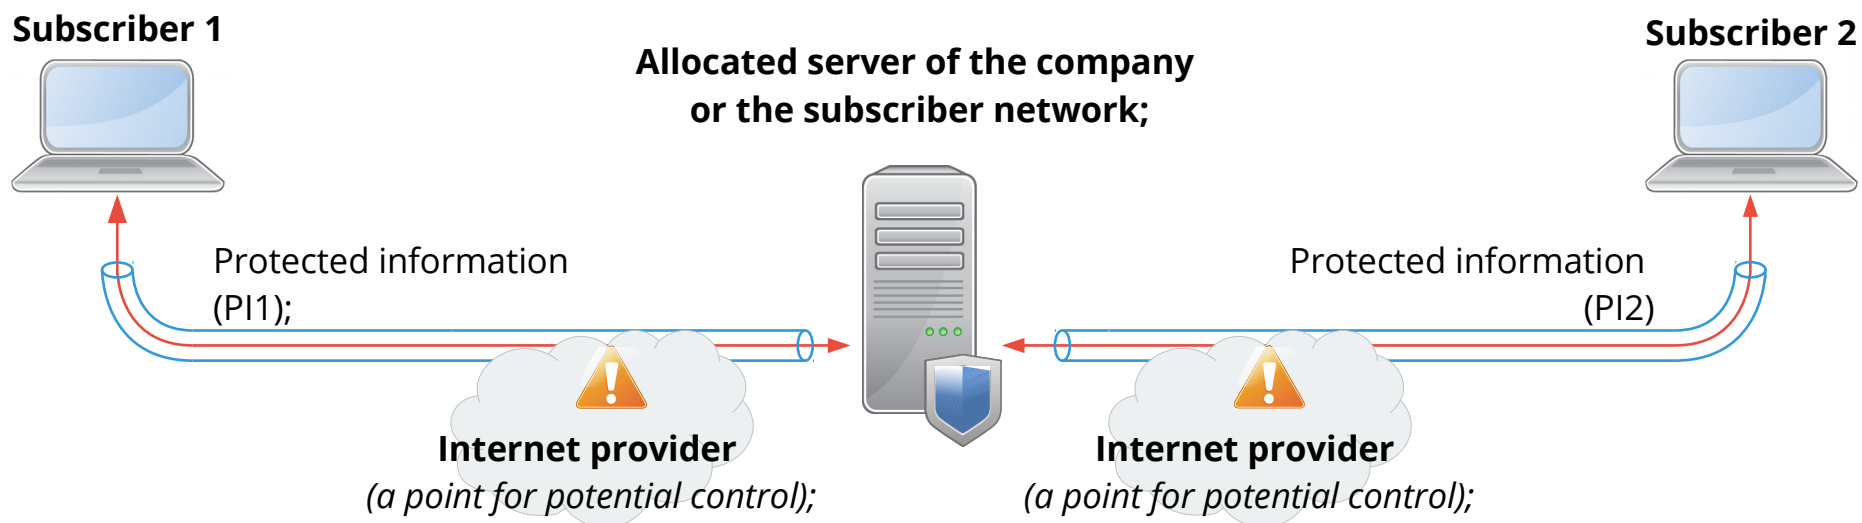 Subscriber 1
Allocated server of the company
or the subscriber network;
Subscriber 2
Protected information
(PI1);
Protected information
(PI2)
Internet provider
(a point for potential control);
Internet provider
(a point for potential control);